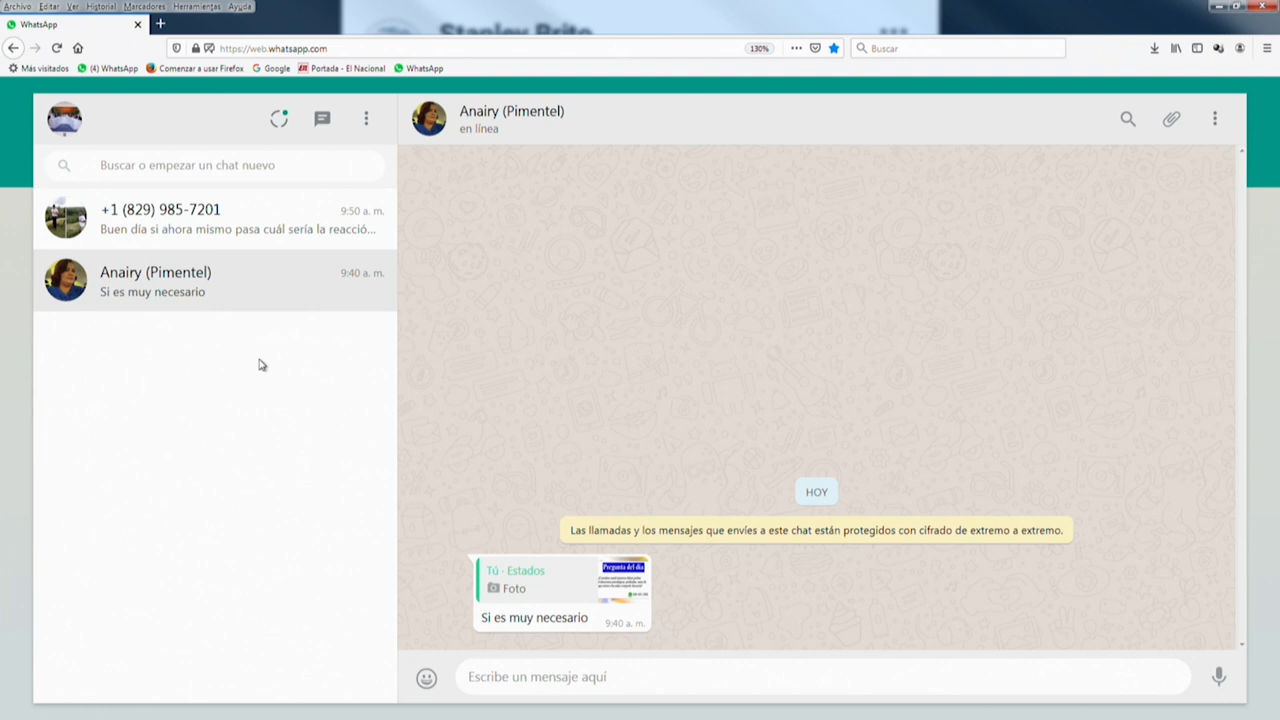 Archivo Editar Ver Historial Marcadores Herramientas Ayuda
WhatsApp
Stanley Brito
https://web.whatsapp.com
130%
Buscar
Más visitados
(4) WhatsApp
Comenzar a usar Firefox
Google
Portada - El Nacional
WhatsApp
Anairy (Pimentel)
en línea
Buscar o empezar un chat nuevo
+1 (829) 985-7201
9:50 a. m.
Buen día si ahora mismo pasa cuál sería la reacció...
Anairy (Pimentel)
9:40 a. m.
Si es muy necesario
HOY
Las llamadas y los mensajes que envíes a este chat están protegidos con cifrado de extremo a extremo.
Tú · Estados
Foto
Pregunta del día
Si es muy necesario
9:40 a. m.
Escribe un mensaje aquí